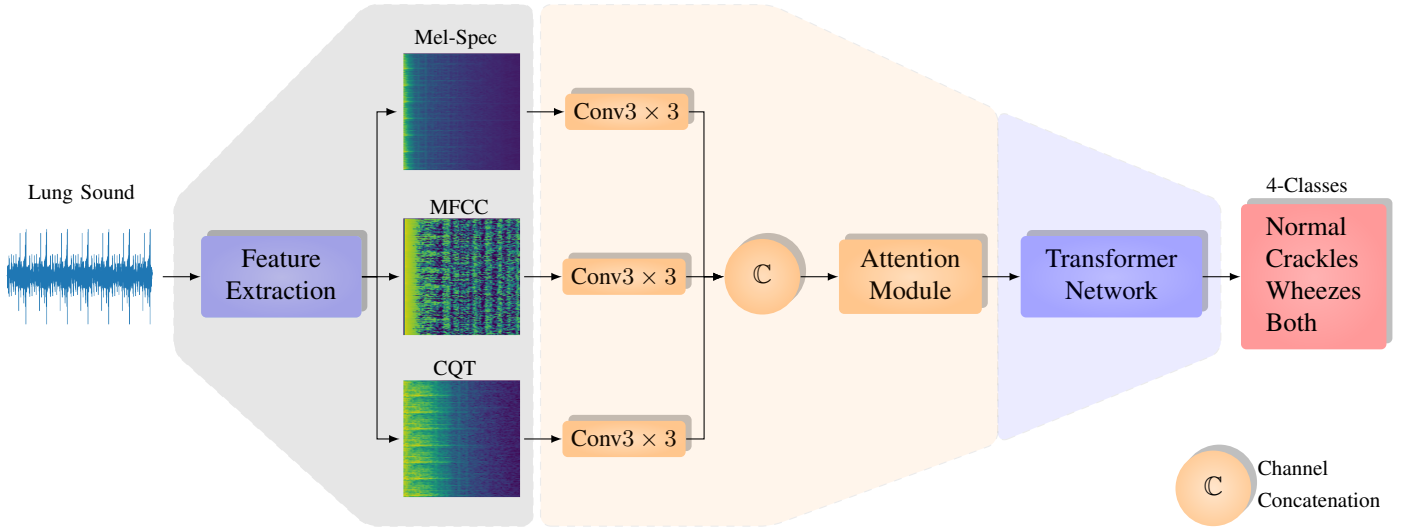 Lung Sound
Feature
Extraction
Mel-Spec
MFCC
CQT
Conv3 × 3
Conv3 × 3
Conv3 × 3
ℂ
Attention
Module
Transformer
Network
4-Classes
Normal
Crackles
Wheezes
Both
ℂ
Channel
Concatenation